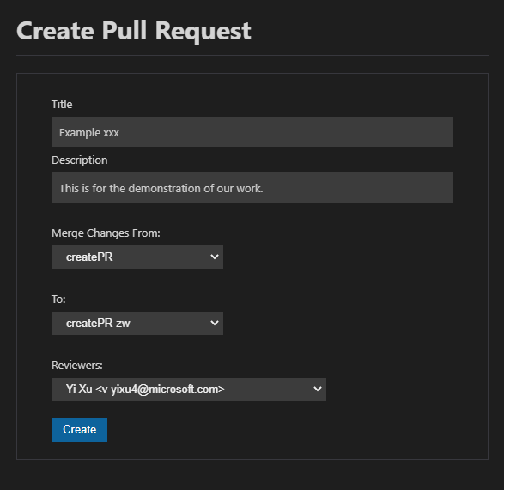 Create Pull Request
Title
Example xxx
Description
This is for the demonstration of our work.
Merge Changes From:
createPR
To:
createPR zw
Reviewers:
Yi Xu <v yixu4@microsoft.com>
Create